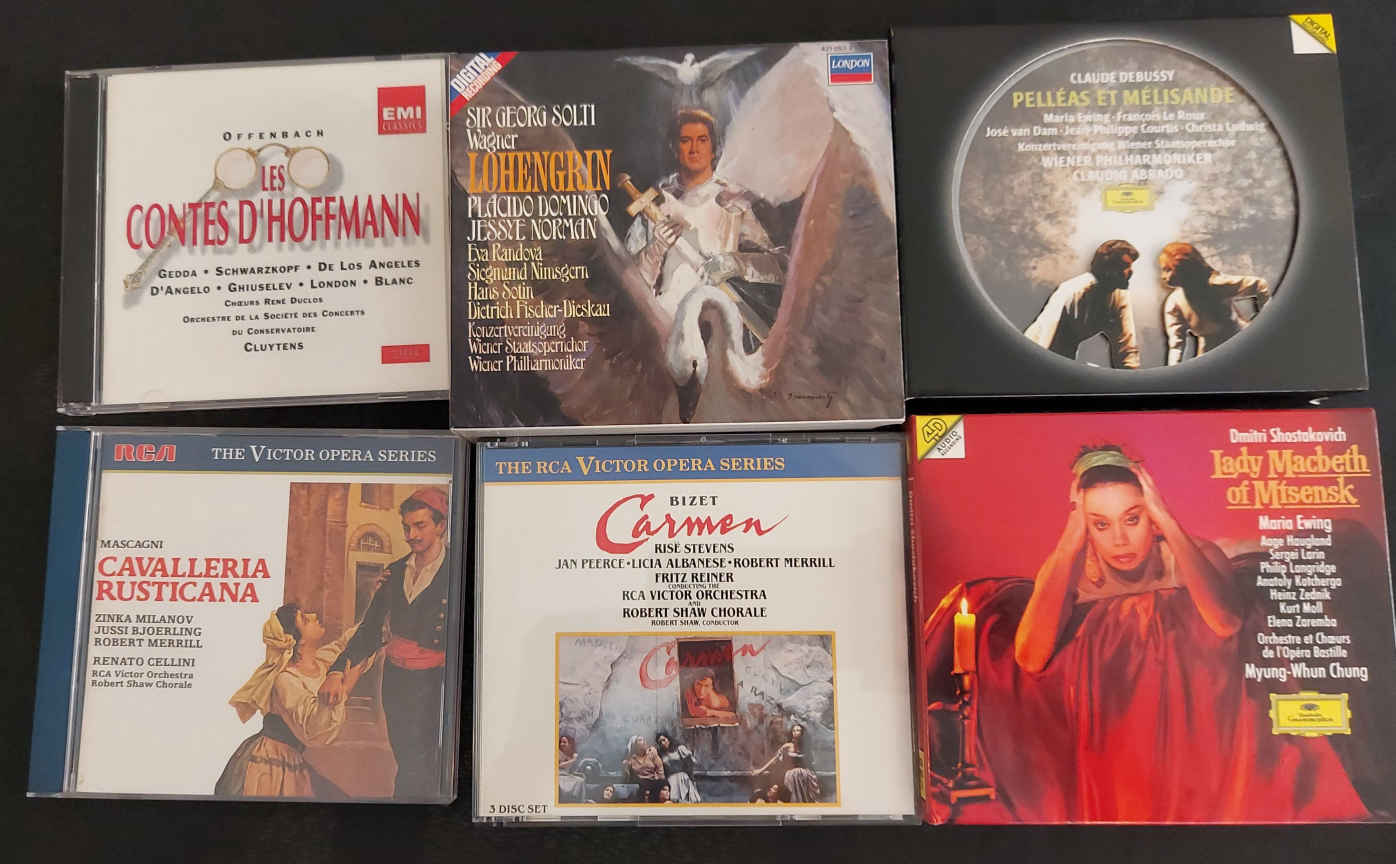 OFFENBACH
EMI
CLASSICS
LES
CONTES D'HOFFMANN
GEDDA • SCHWARZKOPF • DE LOS ANGELES
D'ANGELO • GHIUSELEV • LONDON • BLANC
CHŒURS RENÉ DUCLOS
ORCHESTRE DE LA SOCIÉTÉ DES CONCERTS
DU CONSERVATOIRE
CLUYTENS
DIGITAL
RECORDING
LONDON
SIR GEORG SOLTI
Wagner
LOHENGRIN
PLACIDO DOMINGO
JESSYE NORMAN
Eva Randová
Siegmund Nimsgern
Hans Sotin
Dietrich Fischer-Dieskau
Konzertvereinigung
Wiener Staatsopernchor
Wiener Philharmoniker
DIGITAL
CLAUDE DEBUSSY
PELLÉAS ET MÉLISANDE
Maria Ewing · François Le Roux
José van Dam · Jean-Philippe Courtis · Christa Ludwig
Konzertvereinigung Wiener Staatsopernchor
WIENER PHILHARMONIKER
CLAUDIO ABBADO
RCA THE VICTOR OPERA SERIES
MASCAGNI
CAVALLERIA
RUSTICANA
ZINKA MILANOV
JUSSI BJOERLING
ROBERT MERRILL
RENATO CELLINI
RCA Victor Orchestra
Robert Shaw Chorale
THE RCA VICTOR OPERA SERIES
BIZET
Carmen
RISË STEVENS
JAN PEERCE • LICIA ALBANESE • ROBERT MERRILL
FRITZ REINER
CONDUCTING THE
RCA VICTOR ORCHESTRA
AND
ROBERT SHAW CHORALE
ROBERT SHAW, CONDUCTOR
Carmen
3 DISC SET
4D
AUDIO
RECORDING
Dmitri Shostakovich
Lady Macbeth
of Mtsensk
Maria Ewing
Aage Haugland
Sergei Larin
Philip Langridge
Anatoly Kotcherga
Heinz Zednik
Kurt Moll
Elena Zaremba
Orchestre et Chœurs
de l'Opéra Bastille
Myung-Whun Chung
Deutsche
Grammophon